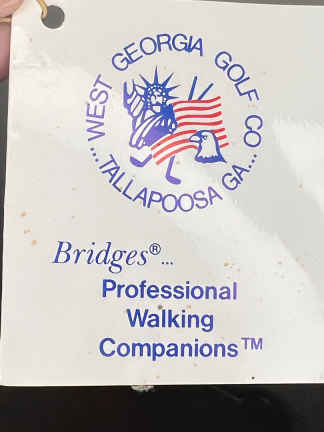 WEST GEORGIA GOLF CO
...TALLAPOOSA GA...
Bridges®...
Professional
Walking
Companions™